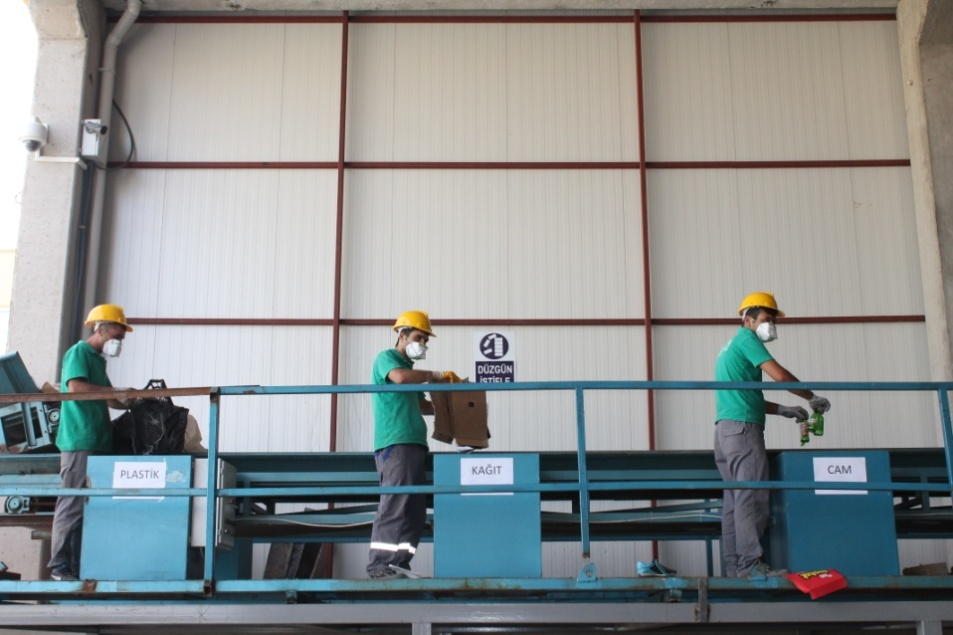 DÜZGÜN
İSTİFLE
PLASTİK
KAĞIT
CAM